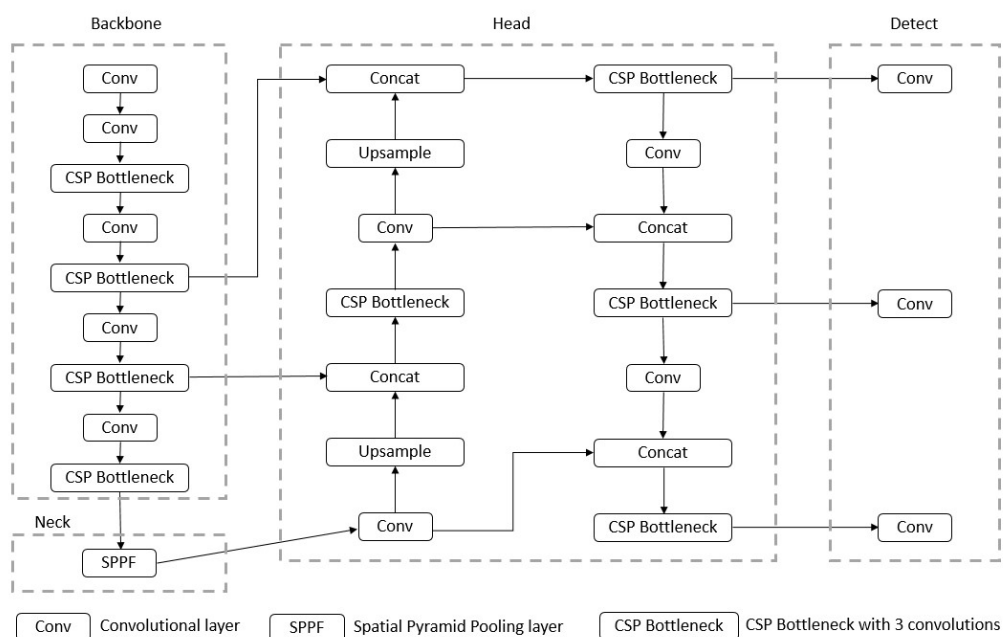 Backbone
Conv
Conv
CSP Bottleneck
Conv
CSP Bottleneck
Conv
CSP Bottleneck
Conv
CSP Bottleneck
Neck
SPPF
Head
Concat
Upsample
Conv
CSP Bottleneck
Concat
Upsample
Conv
CSP Bottleneck
Conv
Concat
CSP Bottleneck
Conv
Concat
CSP Bottleneck
Detect
Conv
Conv
Conv
Conv Convolutional layer
SPPF Spatial Pyramid Pooling layer
CSP Bottleneck CSP Bottleneck with 3 convolutions